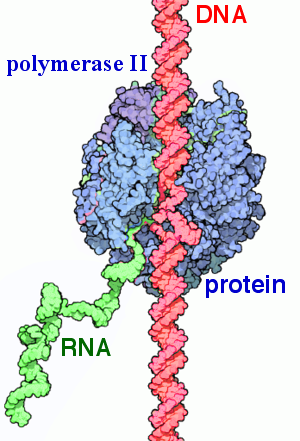 DNA
polymerase II
protein
RNA